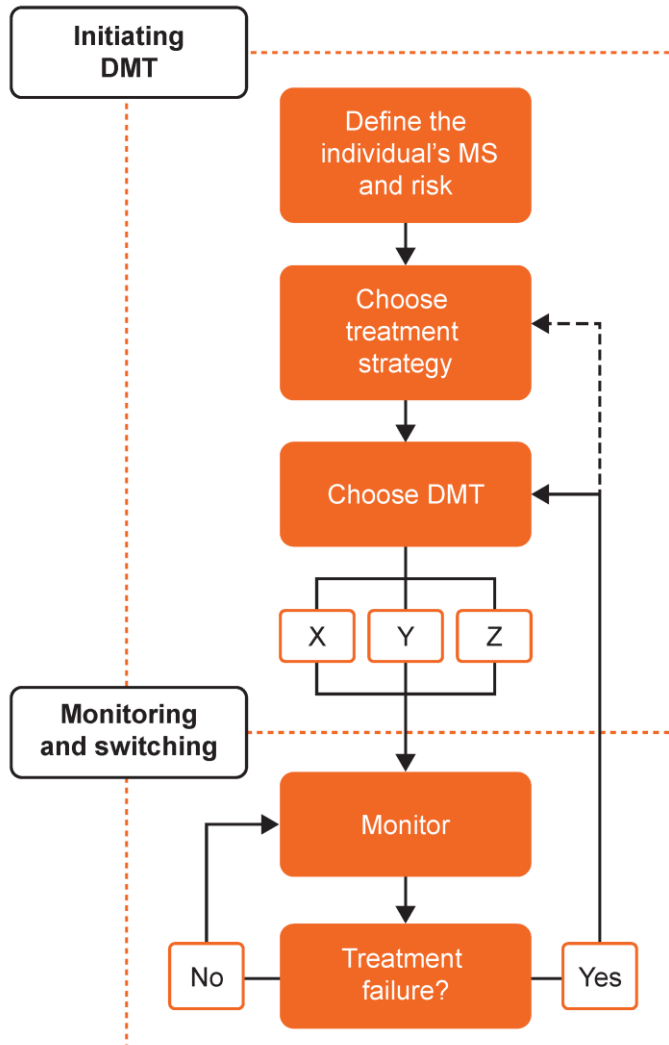 Initiating
DMT
Define the
individual’s MS
and risk
Choose
treatment
strategy
Choose DMT
X
Y
Z
Monitoring
and switching
Monitor
No
Treatment
failure?
Yes